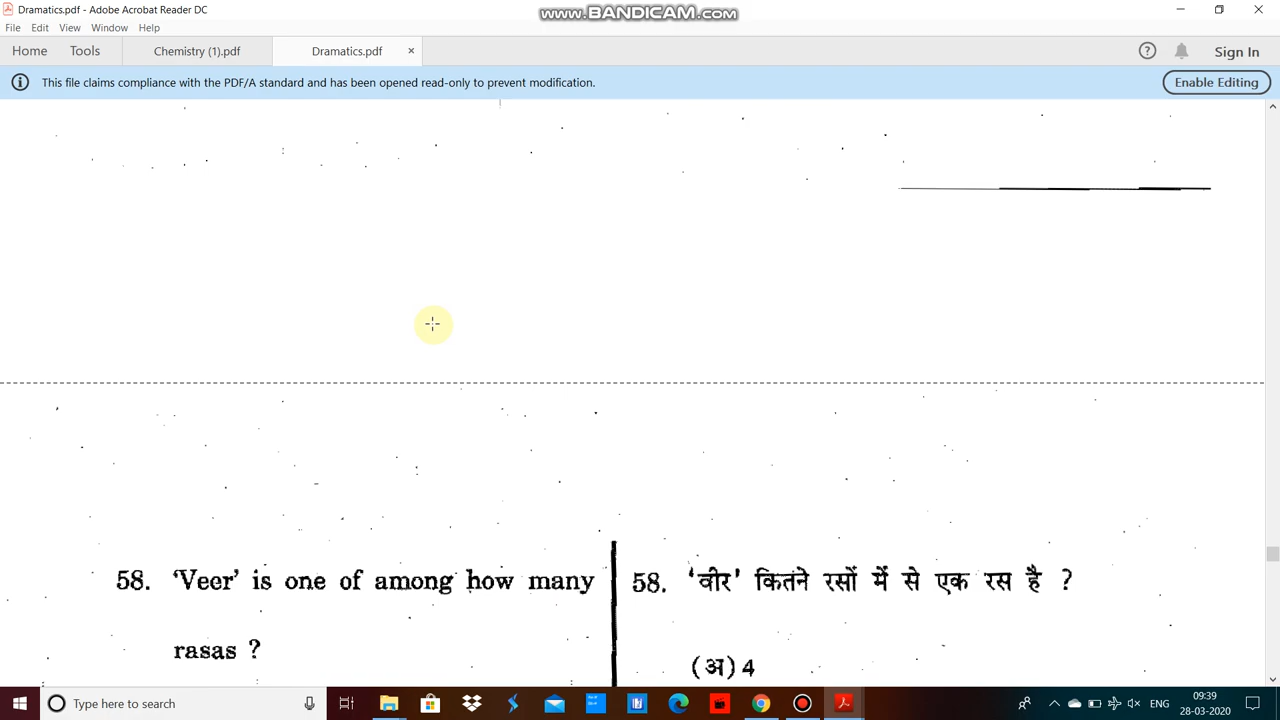 Dramatics.pdf - Adobe Acrobat Reader DC
www.BANDICAM.com
File Edit View Window Help
Home Tools Chemistry (1).pdf Dramatics.pdf × Sign In
This file claims compliance with the PDF/A standard and has been opened read-only to prevent modification. Enable Editing
58. ‘Veer’ is one of among how many
rasas ?
58. ‘वीर’ कितने रसों में से एक रस है ?
(अ) 4
Type here to search
ENG
09:39
28-03-2020